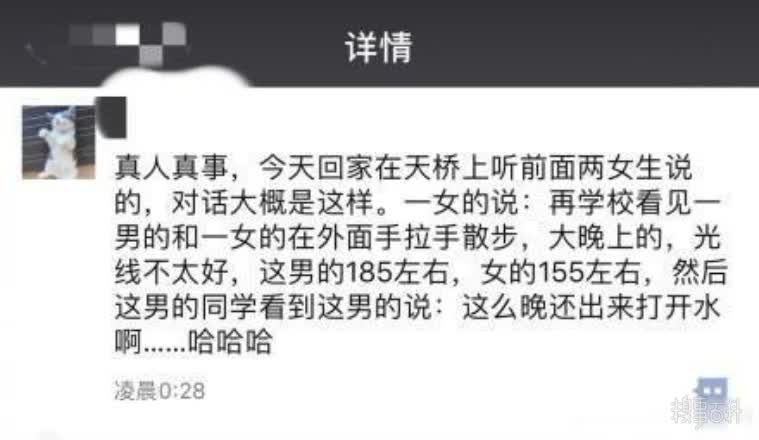 详情
真人真事，今天回家在天桥上听前面两女生说
的，对话大概是这样。一女的说：再学校看见一
男的和一女的在外面手拉手散步，大晚上的，光
线不太好，这男的185左右，女的155左右，然后
这男的同学看到这男的说：这么晚还出来打开水
啊......哈哈哈
凌晨0:28
糗事百科